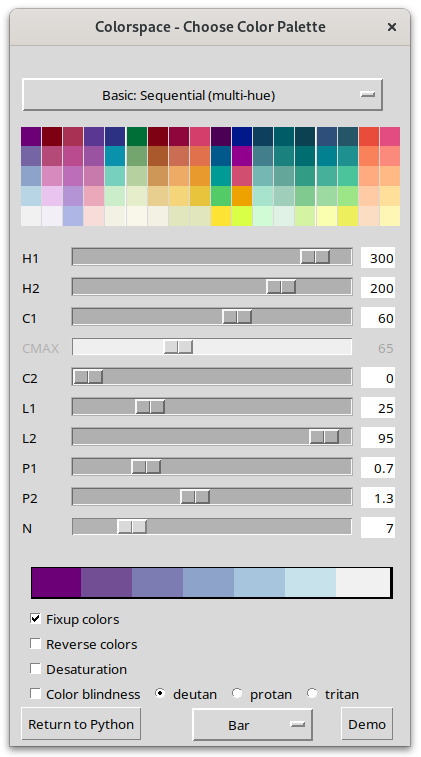 Colorspace - Choose Color Palette ×
Basic: Sequential (multi-hue)
H1 300
H2 200
C1 60
CMAX 65
C2 0
L1 25
L2 95
P1 0.7
P2 1.3
N 7
Fixup colors
Reverse colors
Desaturation
Color blindness deutan protan tritan
Return to Python Bar Demo